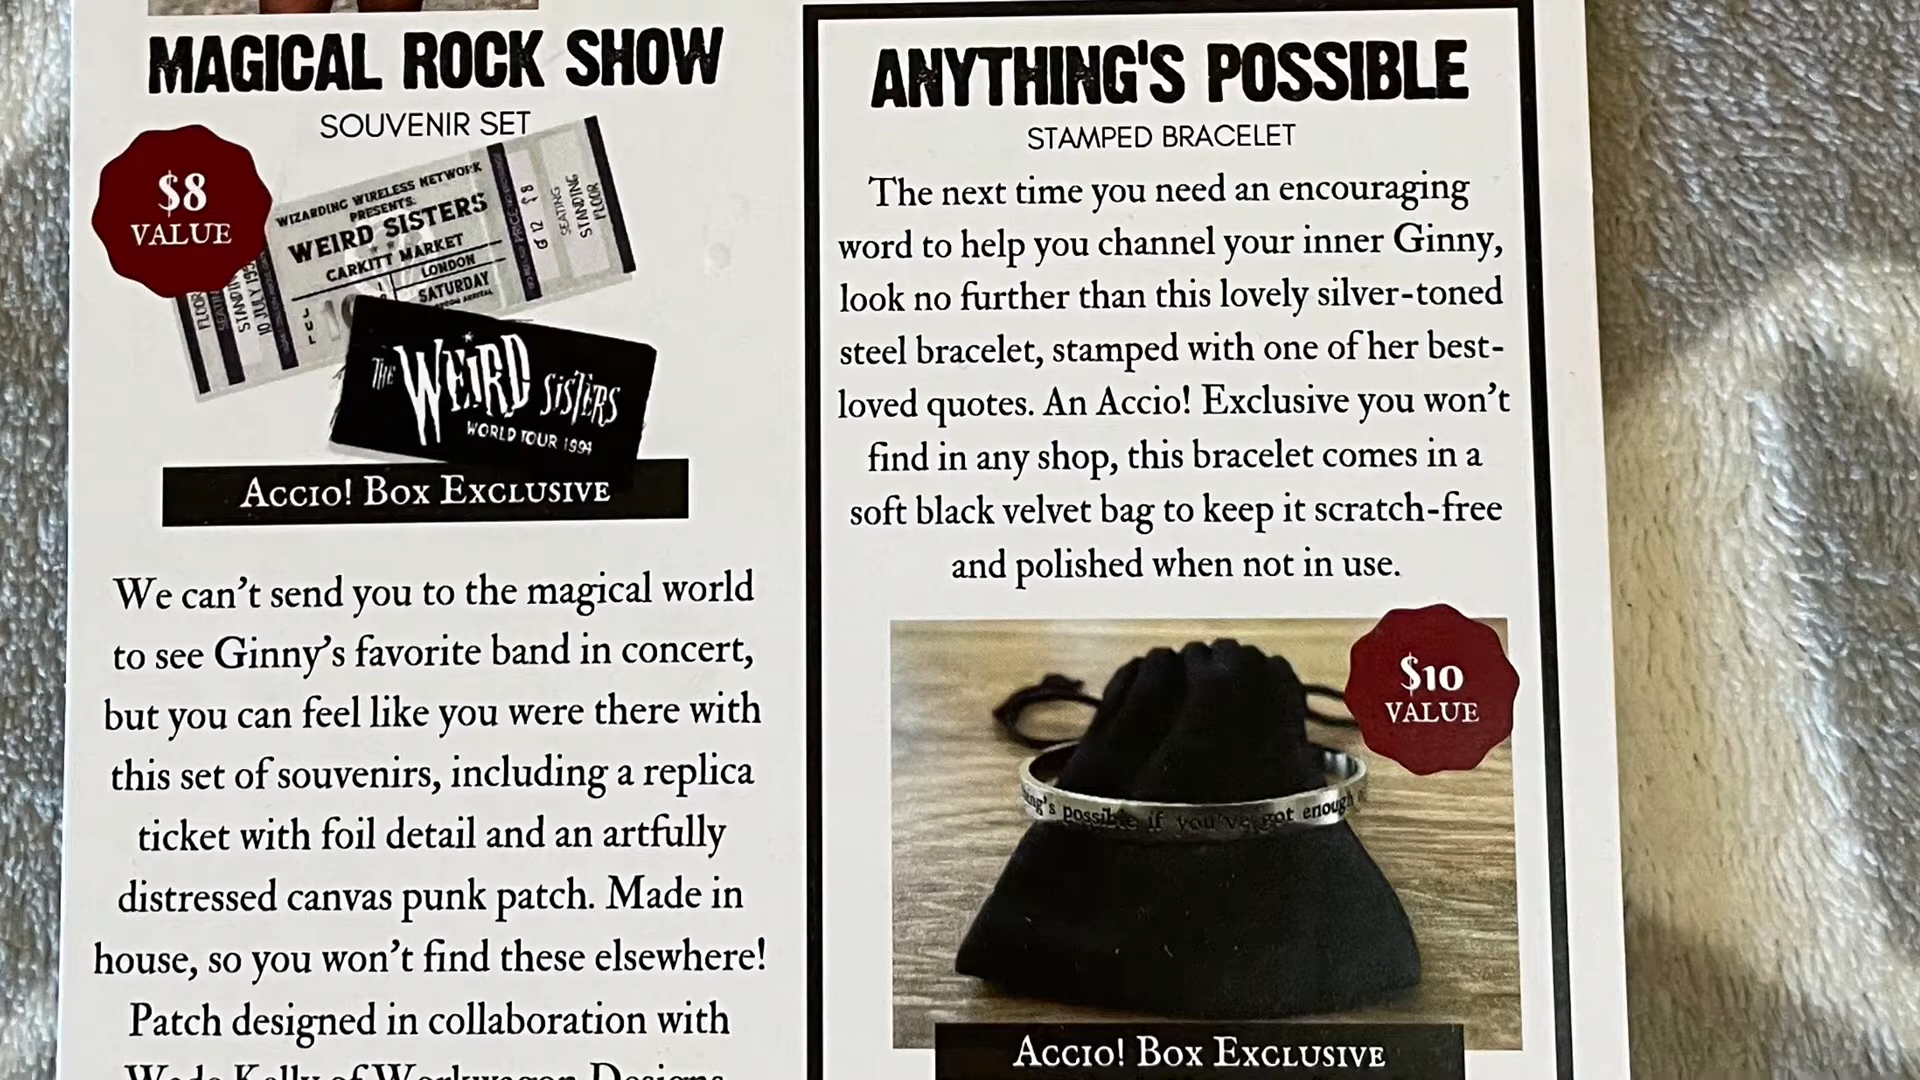 MAGICAL ROCK SHOW
SOUVENIR SET
$8
VALUE
WIZARDING WIRELESS NETWORK
PRESENTS:
WEIRD SISTERS
CARKITT MARKET
LONDON
SATURDAY
JUL
SEATING
STANDING
FLOOR
THE WEIRD SISTERS
WORLD TOUR 1994
ACCIO! BOX EXCLUSIVE
We can't send you to the magical world
to see Ginny's favorite band in concert,
but you can feel like you were there with
this set of souvenirs, including a replica
ticket with foil detail and an artfully
distressed canvas punk patch. Made in
house, so you won't find these elsewhere!
Patch designed in collaboration with
Wade Kelly of Workwagon Designs.
ANYTHING'S POSSIBLE
STAMPED BRACELET
The next time you need an encouraging
word to help you channel your inner Ginny,
look no further than this lovely silver-toned
steel bracelet, stamped with one of her best-
loved quotes. An Accio! Exclusive you won't
find in any shop, this bracelet comes in a
soft black velvet bag to keep it scratch-free
and polished when not in use.
$10
VALUE
possible if you've got enough
ACCIO! BOX EXCLUSIVE